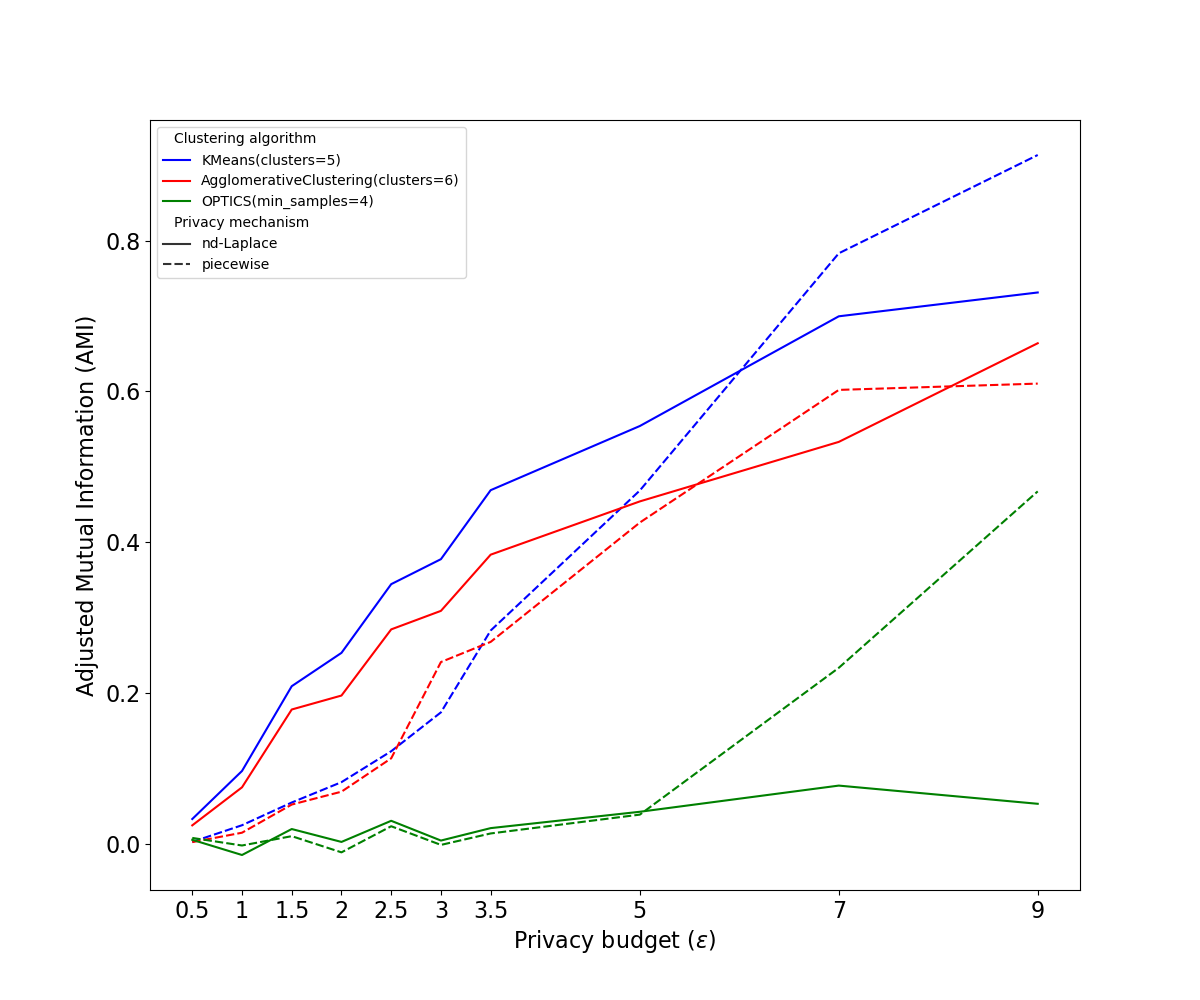 Clustering algorithm
KMeans(clusters=5)
AgglomerativeClustering(clusters=6)
OPTICS(min_samples=4)
Privacy mechanism
nd-Laplace
piecewise
Adjusted Mutual Information (AMI)
0.8
0.6
0.4
0.2
0.0
0.5 1 1.5 2 2.5 3 3.5 5 7 9
Privacy budget (ε)